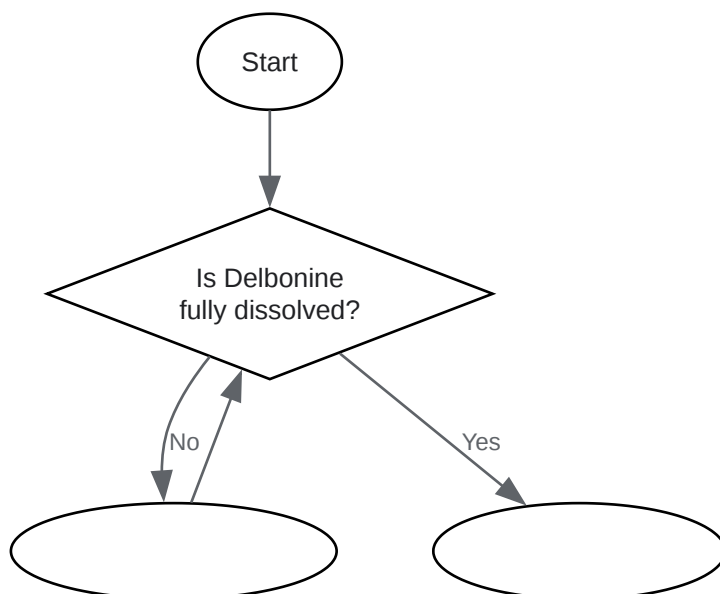 Start
Is Delbonine
fully dissolved?
No
Yes